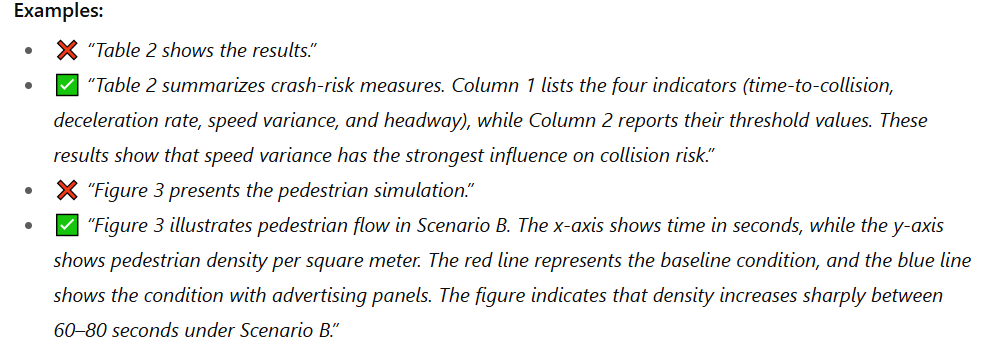 Examples:
• ❌ “Table 2 shows the results.”
• ✅ “Table 2 summarizes crash-risk measures. Column 1 lists the four indicators (time-to-collision,
deceleration rate, speed variance, and headway), while Column 2 reports their threshold values. These
results show that speed variance has the strongest influence on collision risk.”
• ❌ “Figure 3 presents the pedestrian simulation.”
• ✅ “Figure 3 illustrates pedestrian flow in Scenario B. The x-axis shows time in seconds, while the y-axis
shows pedestrian density per square meter. The red line represents the baseline condition, and the blue line
shows the condition with advertising panels. The figure indicates that density increases sharply between
60–80 seconds under Scenario B.”